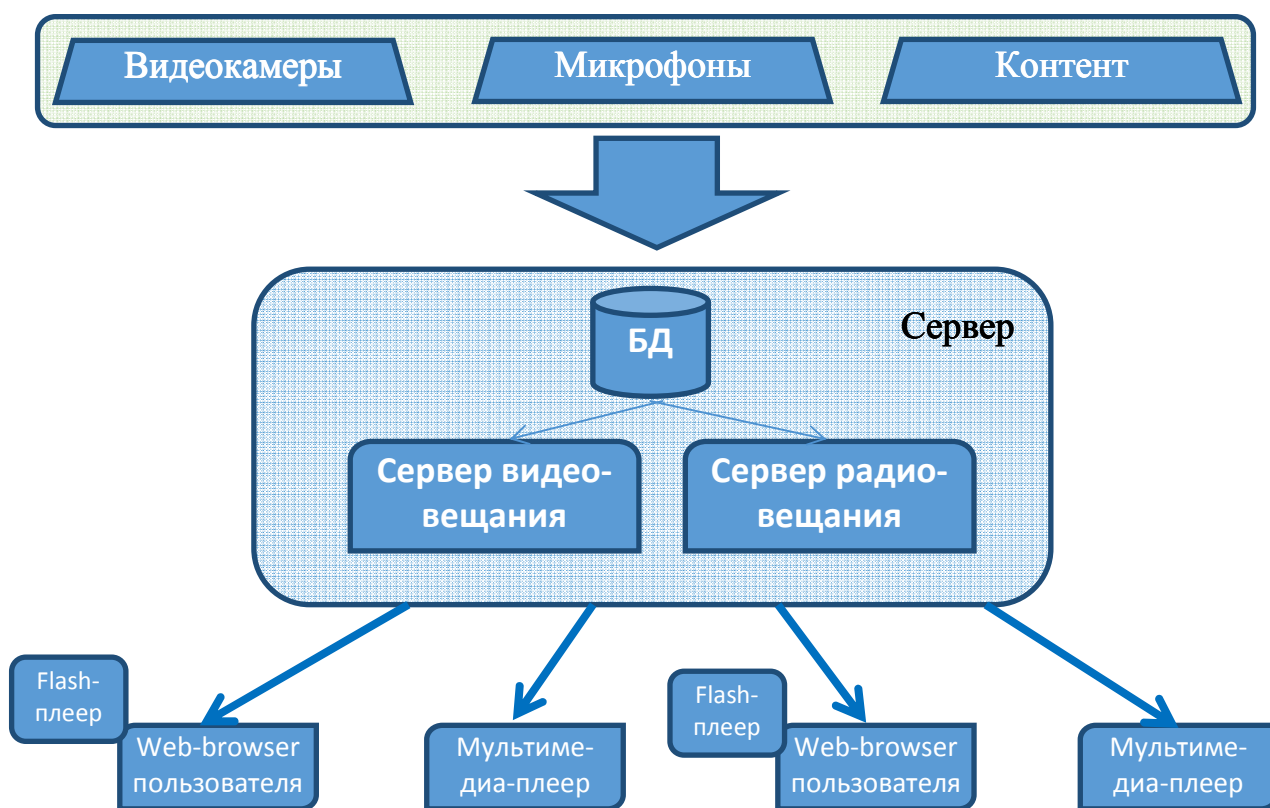 Видеокамеры
Микрофоны
Контент
БД
Сервер
Сервер видео-
вещания
Сервер радио-
вещания
Flash-
плеер
Web-browser
пользователя
Мультиме-
диа-плеер
Flash-
плеер
Web-browser
пользователя
Мультиме-
диа-плеер